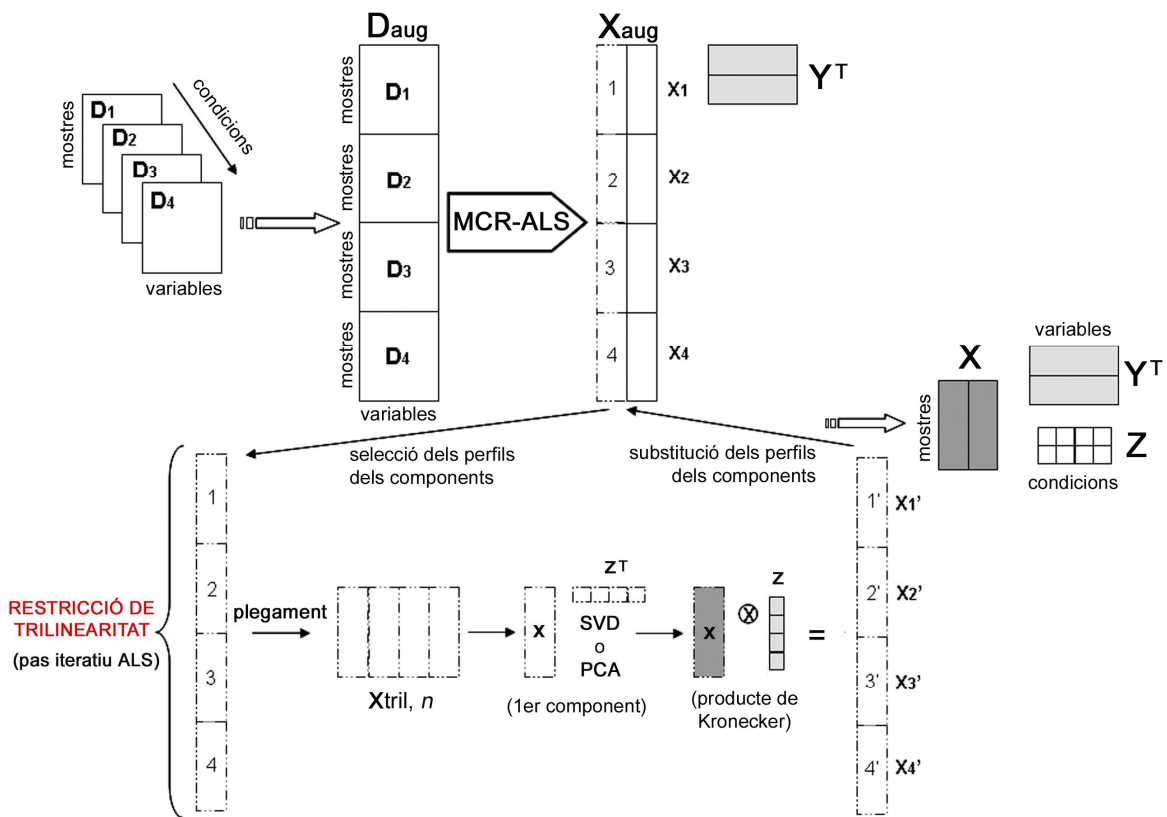 Daug
Xaug
mostres
D1
D2
D3
D4
condicions
variables
mostres
D1
mostres
D2
mostres
D3
mostres
D4
variables
MCR-ALS
1
2
3
4
X1
X2
X3
X4
YT
X
mostres
variables
YT
Z
condicions
selecció dels perfils
dels components
substitució dels perfils
dels components
RESTRICCIÓ DE
TRILINEARITAT
(pas iteratiu ALS)
1
2
3
4
plegament
Xtril, n
x
ZT
SVD
o
PCA
(1er component)
x
⊗
z
=
(producte de
Kronecker)
1'
2'
3'
4'
X1'
X2'
X3'
X4'